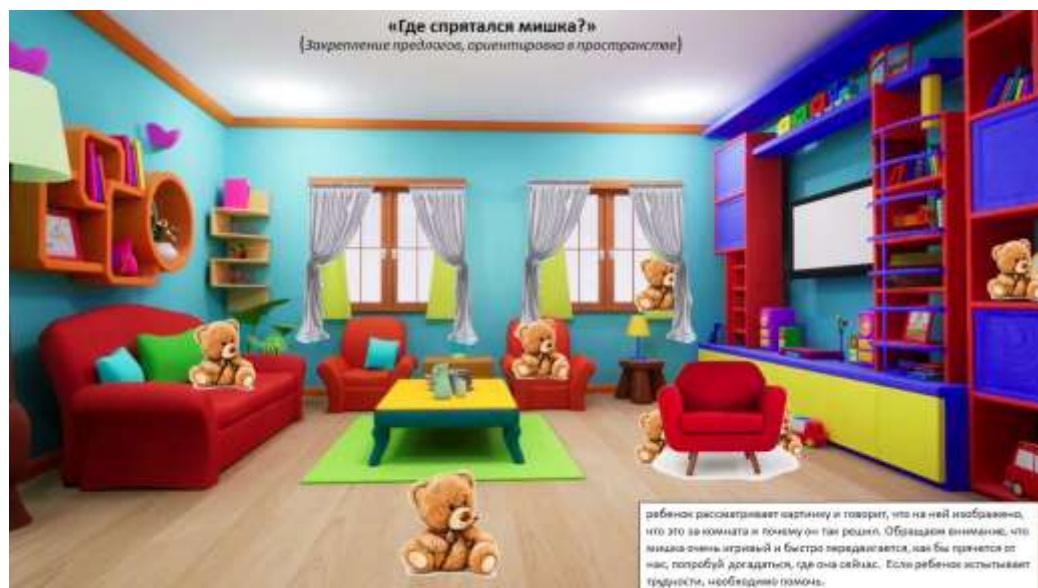 «Где спрятался мишка?»
(Закрепление предлогов, ориентировка в пространстве)
ребенок рассматривает картинку и говорит, что на ней изображено,
что это за комната и почему он так решил. Обращаем внимание, что
мишка очень игривый и быстро передвигается, как бы прячется от
нас, попробуй догадаться, где она сейчас. Если ребенок испытывает
трудности, необходимо помочь.